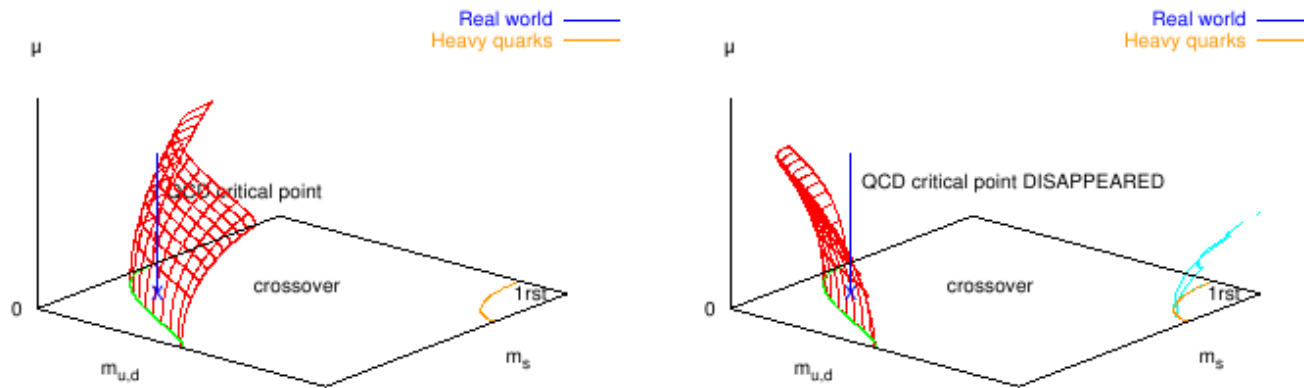 Real world
Heavy quarks
μ
QCD critical point
crossover
1rst
0
m_s
m_{u,d}
Real world
Heavy quarks
μ
QCD critical point DISAPPEARED
crossover
1rst
0
m_s
m_{u,d}